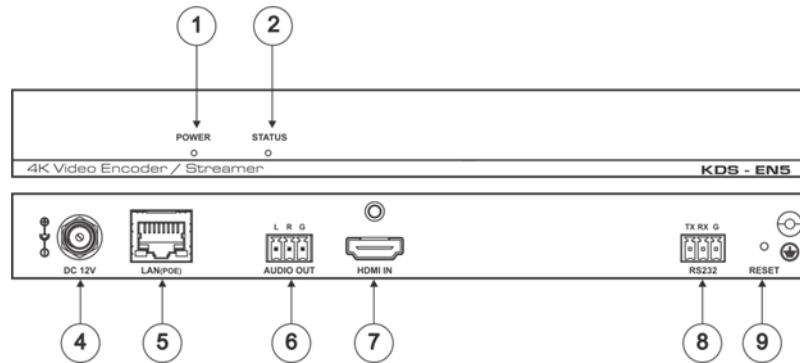 1 2
POWER STATUS
4K Video Encoder / Streamer KDS - EN5
L R G TX RX G
DC 12V LAN(POE) AUDIO OUT HDMI IN RS232 RESET
4 5 6 7 8 9